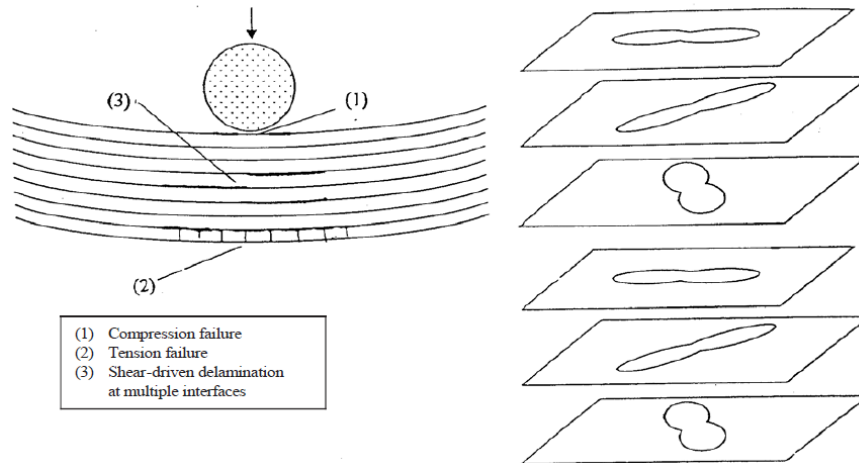 (3)
(1)
(2)
(1) Compression failure
(2) Tension failure
(3) Shear-driven delamination
at multiple interfaces